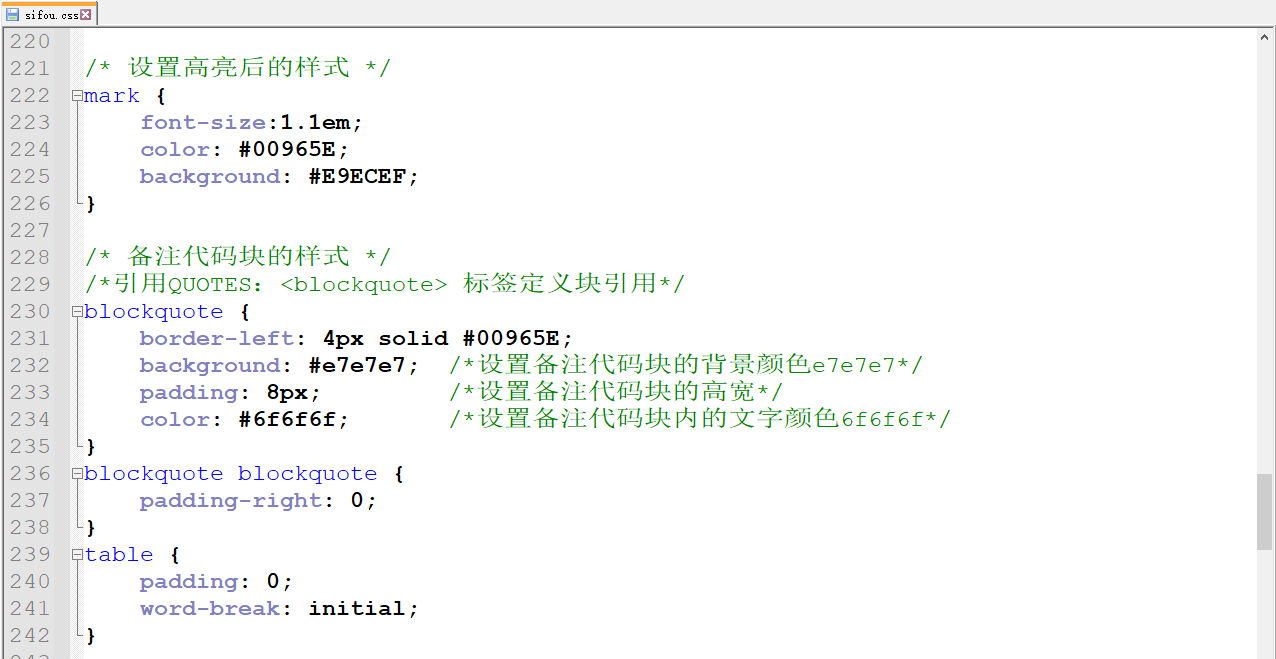 sifou.css
220
221 /* 设置高亮后的样式 */
222 mark {
223 font-size:1.1em;
224 color: #00965E;
225 background: #E9ECEF;
226 }
227
228 /* 备注代码块的样式 */
229 /*引用QUOTES: <blockquote> 标签定义块引用*/
230 blockquote {
231 border-left: 4px solid #00965E;
232 background: #e7e7e7; /*设置备注代码块的背景颜色e7e7e7*/
233 padding: 8px; /*设置备注代码块的高宽*/
234 color: #6f6f6f; /*设置备注代码块内的文字颜色6f6f6f*/
235 }
236 blockquote blockquote {
237 padding-right: 0;
238 }
239 table {
240 padding: 0;
241 word-break: initial;
242 }